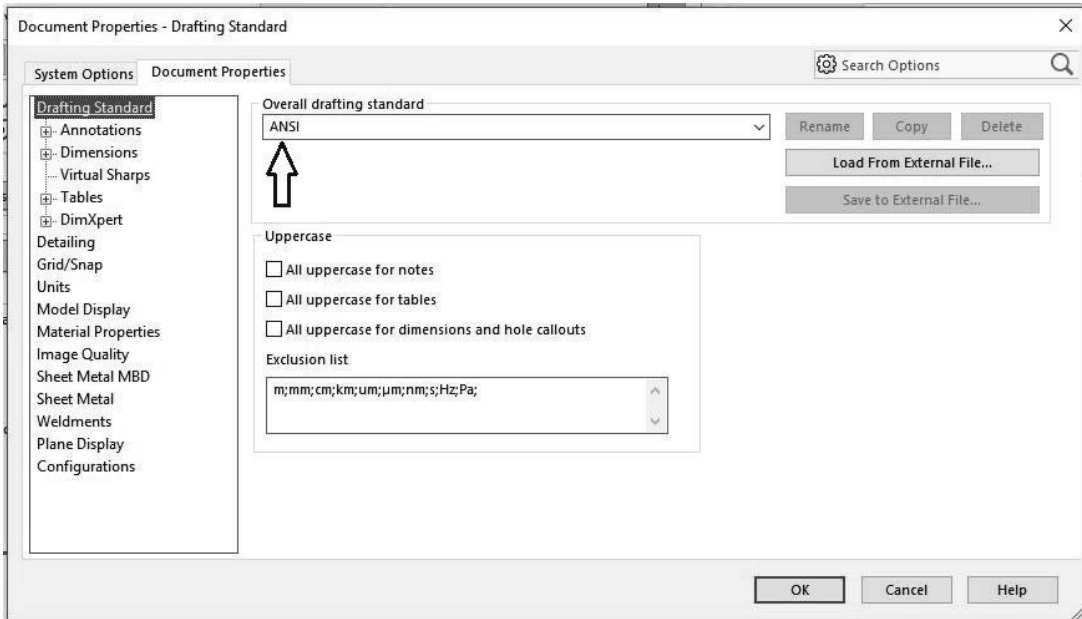 Document Properties - Drafting Standard
System Options
Document Properties
Search Options
Drafting Standard
Annotations
Dimensions
Virtual Sharps
Tables
DimXpert
Detailing
Grid/Snap
Units
Model Display
Material Properties
Image Quality
Sheet Metal MBD
Sheet Metal
Weldments
Plane Display
Configurations
Overall drafting standard
ANSI
Rename
Copy
Delete
Load From External File...
Save to External File...
Uppercase
All uppercase for notes
All uppercase for tables
All uppercase for dimensions and hole callouts
Exclusion list
m;mm;cm;km;um;µm;nm;s;Hz;Pa;
OK
Cancel
Help